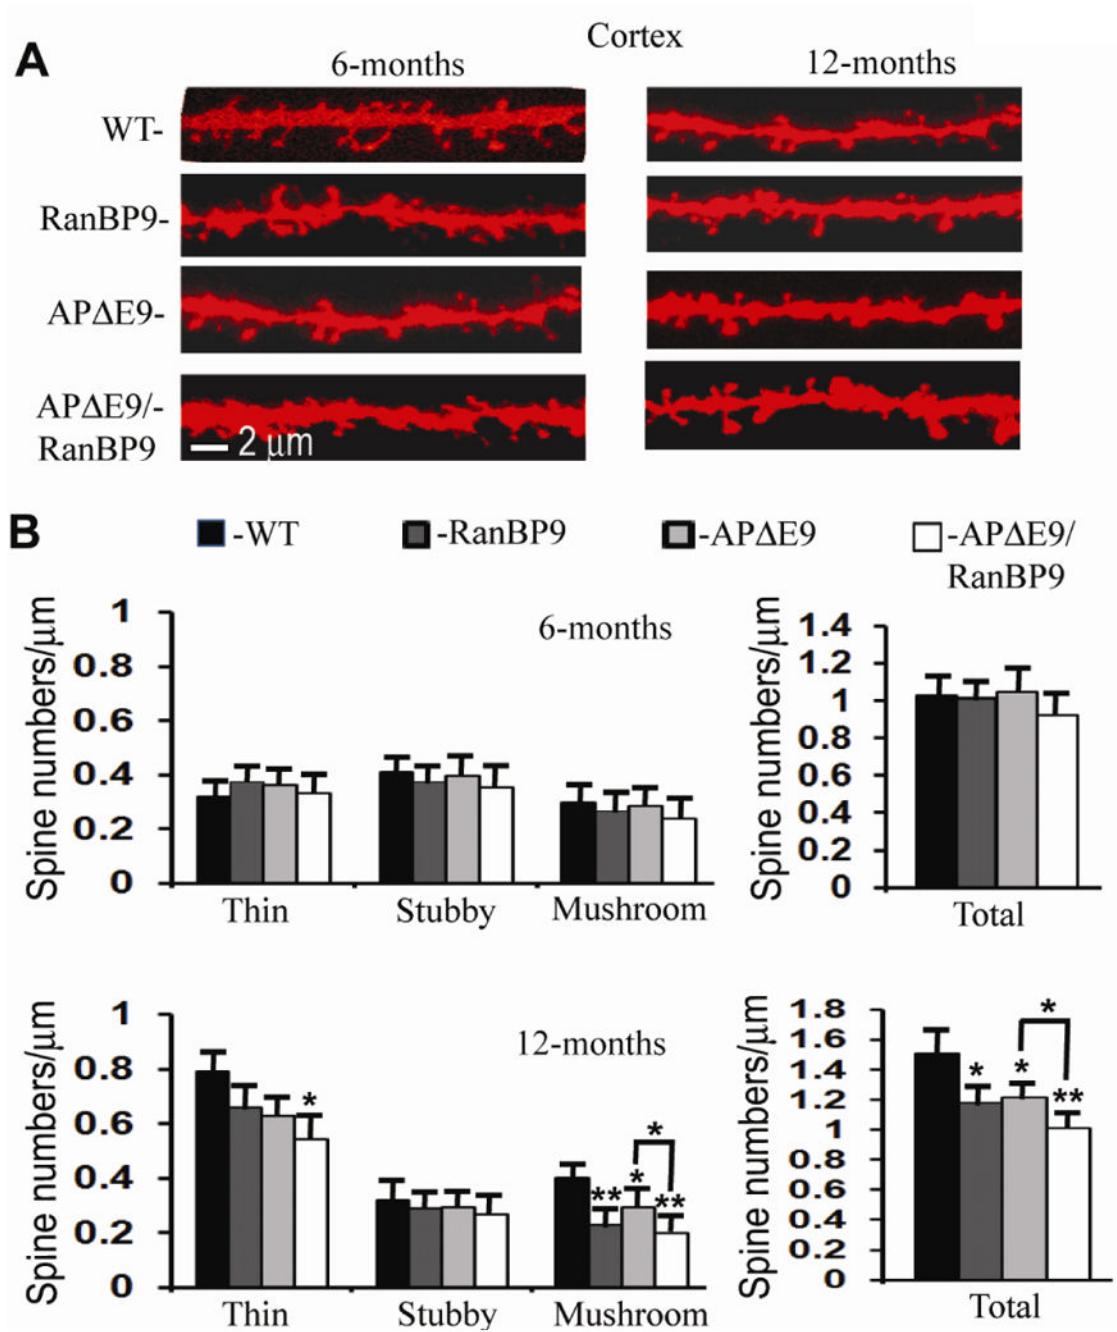 A
Cortex
6-months
12-months
WT-
RanBP9-
APΔE9-
APΔE9/-
RanBP9
2 μm
B
-WT
-RanBP9
-APΔE9
-APΔE9/
RanBP9
Spine numbers/μm
1
0.8
0.6
0.4
0.2
0
6-months
Thin
Stubby
Mushroom
Spine numbers/μm
1.4
1.2
1
0.8
0.6
0.4
0.2
0
Total
Spine numbers/μm
1
0.8
0.6
0.4
0.2
0
12-months
*
**
*
**
*
Thin
Stubby
Mushroom
Spine numbers/μm
1.8
1.6
1.4
1.2
1
0.8
0.6
0.4
0.2
0
*
*
**
*
Total